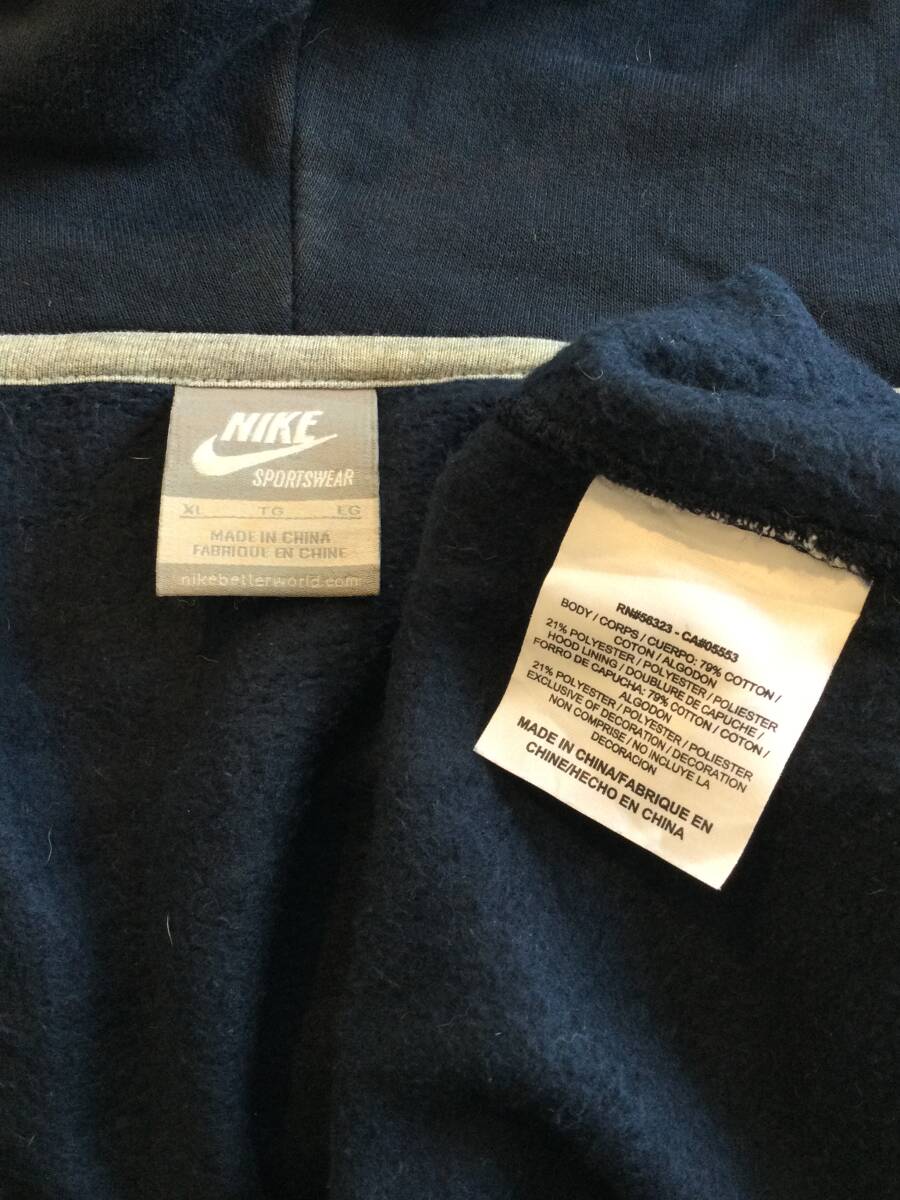 NIKE
SPORTSWEAR
XL TG EG
MADE IN CHINA
FABRIQUE EN CHINE
nikebetterworld.com
RN#56323 - CA#05553
BODY / CORPS / CUERPO: 79% COTTON /
COTON / ALGODON
21% POLYESTER / POLYESTER / POLIESTER
HOOD LINING / DOUBLURE DE CAPUCHE /
FORRO DE CAPUCHA: 79% COTTON / COTON /
ALGODON
21% POLYESTER / POLYESTER / POLIESTER
EXCLUSIVE OF DECORATION / DECORATION
NON COMPRISE / NO INCLUYE LA
DECORACION
MADE IN CHINA/FABRIQUE EN
CHINE/HECHO EN CHINA